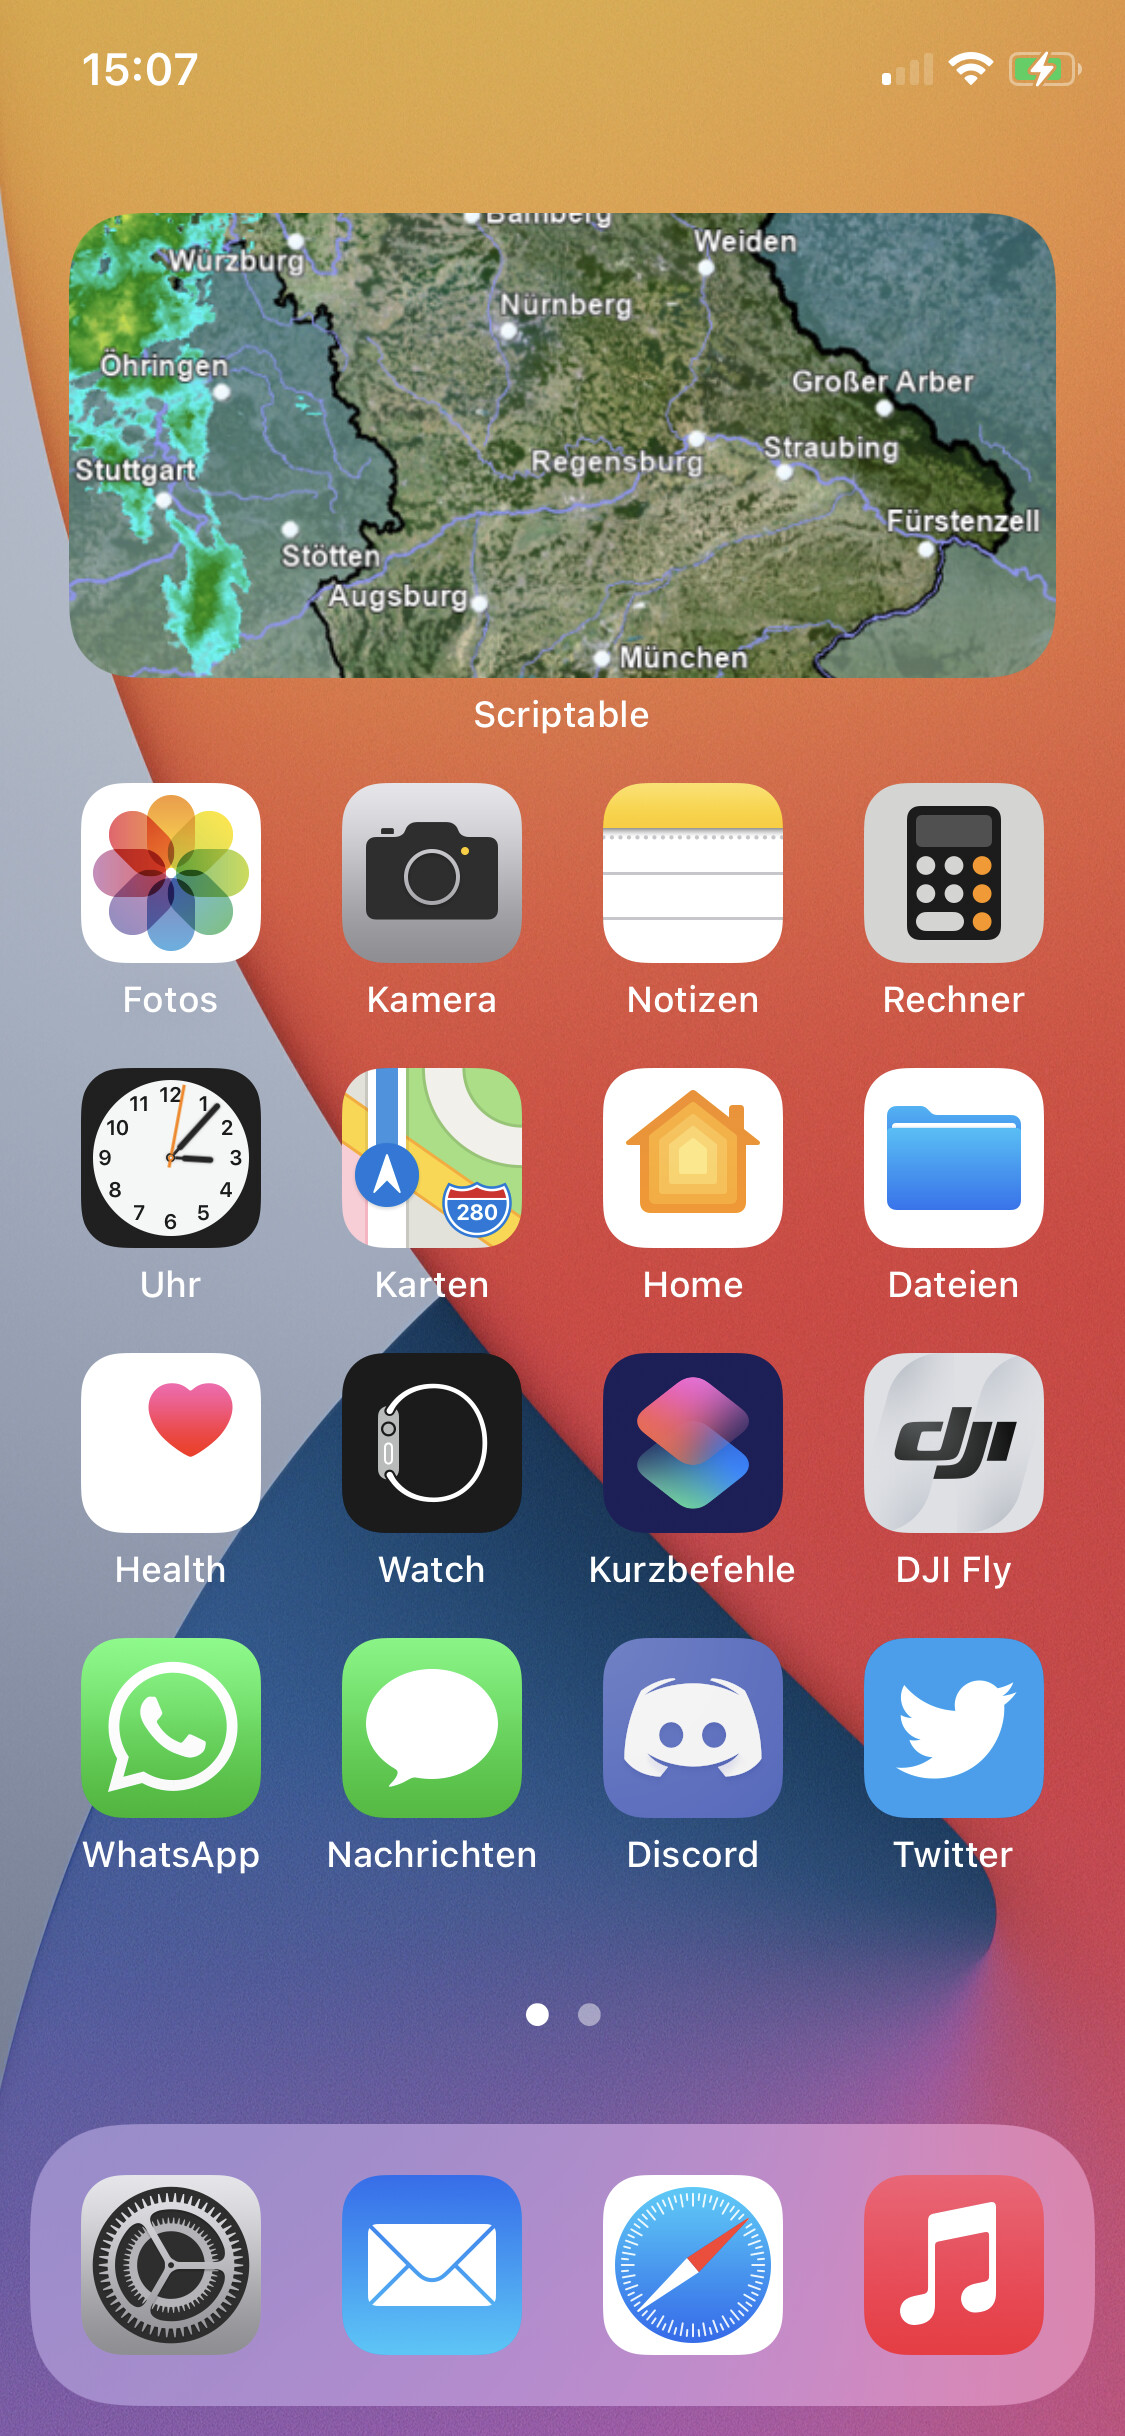 15:07
Bamberg
Weiden
Würzburg
Nürnberg
Öhringen
Großer Arber
Straubing
Regensburg
Stuttgart
Fürstenzell
Stötten
Augsburg
München
Scriptable
Fotos Kamera Notizen Rechner
12
11 1
10 2
9 3
8 4
7 5
6
280
Uhr Karten Home Dateien
dji
Health Watch Kurzbefehle DJI Fly
WhatsApp Nachrichten Discord Twitter